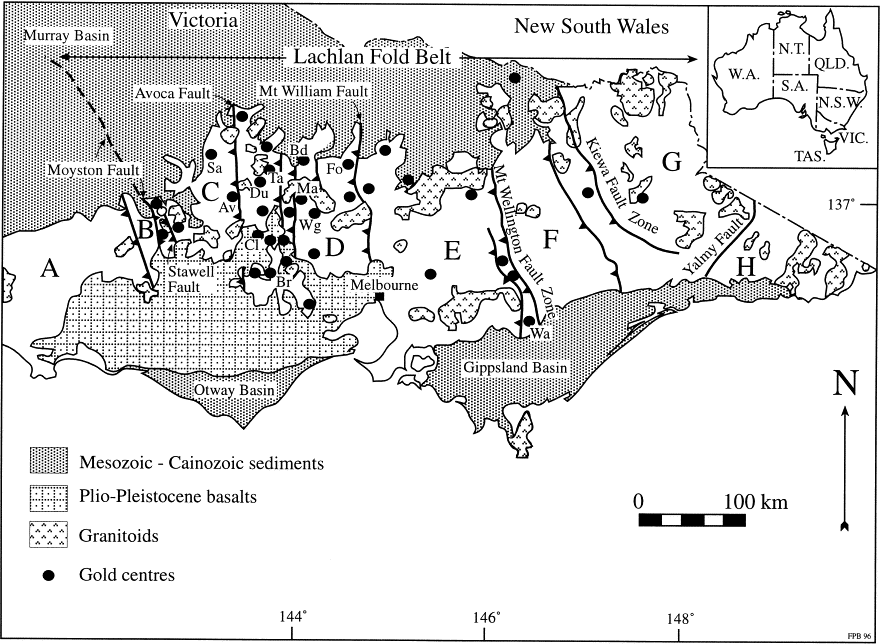 Victoria
New South Wales
Murray Basin
Lachlan Fold Belt
Avoca Fault
Mt William Fault
Moyston Fault
Sa
Bd
Ta
Fo
Du
Ma
Av
Wg
Cl
Br
Stawell
Fault
A
B
C
D
E
F
G
H
Melbourne
Mt Wellington Fault Zone
Kiewa Fault Zone
Yalmy Fault
Wa
Gippsland Basin
Otway Basin
W.A.
N.T.
QLD.
S.A.
N.S.W.
VIC.
TAS.
137°
N
Mesozoic - Cainozoic sediments
Plio-Pleistocene basalts
Granitoids
Gold centres
0 100 km
144° 146° 148°
FPB 96